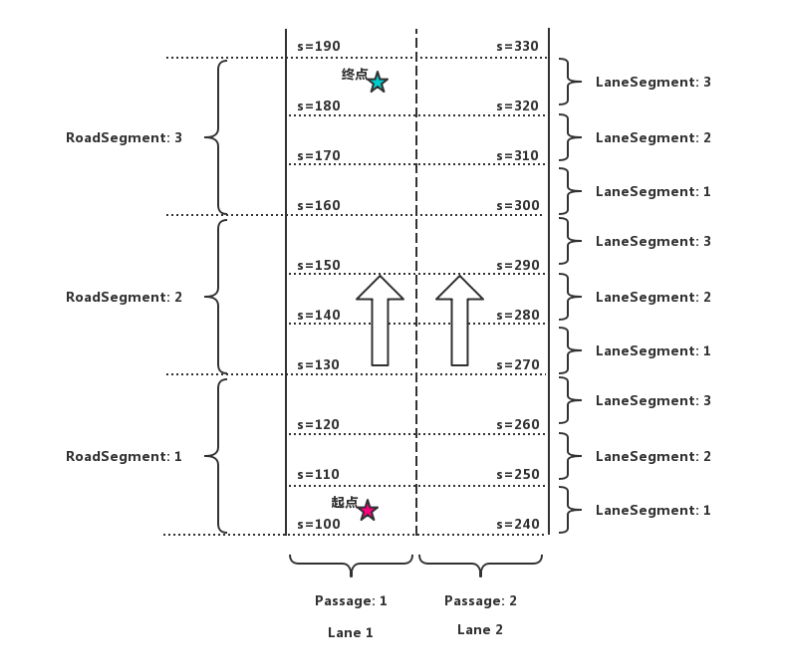 s=190 s=330
终点 LaneSegment: 3
s=180 s=320
RoadSegment: 3 LaneSegment: 2
s=170 s=310
LaneSegment: 1
s=160 s=300
LaneSegment: 3
s=150 s=290
RoadSegment: 2 LaneSegment: 2
s=140 s=280
LaneSegment: 1
s=130 s=270
LaneSegment: 3
s=120 s=260
RoadSegment: 1 LaneSegment: 2
s=110 s=250
起点 LaneSegment: 1
s=100 s=240
Passage: 1 Passage: 2
Lane 1 Lane 2